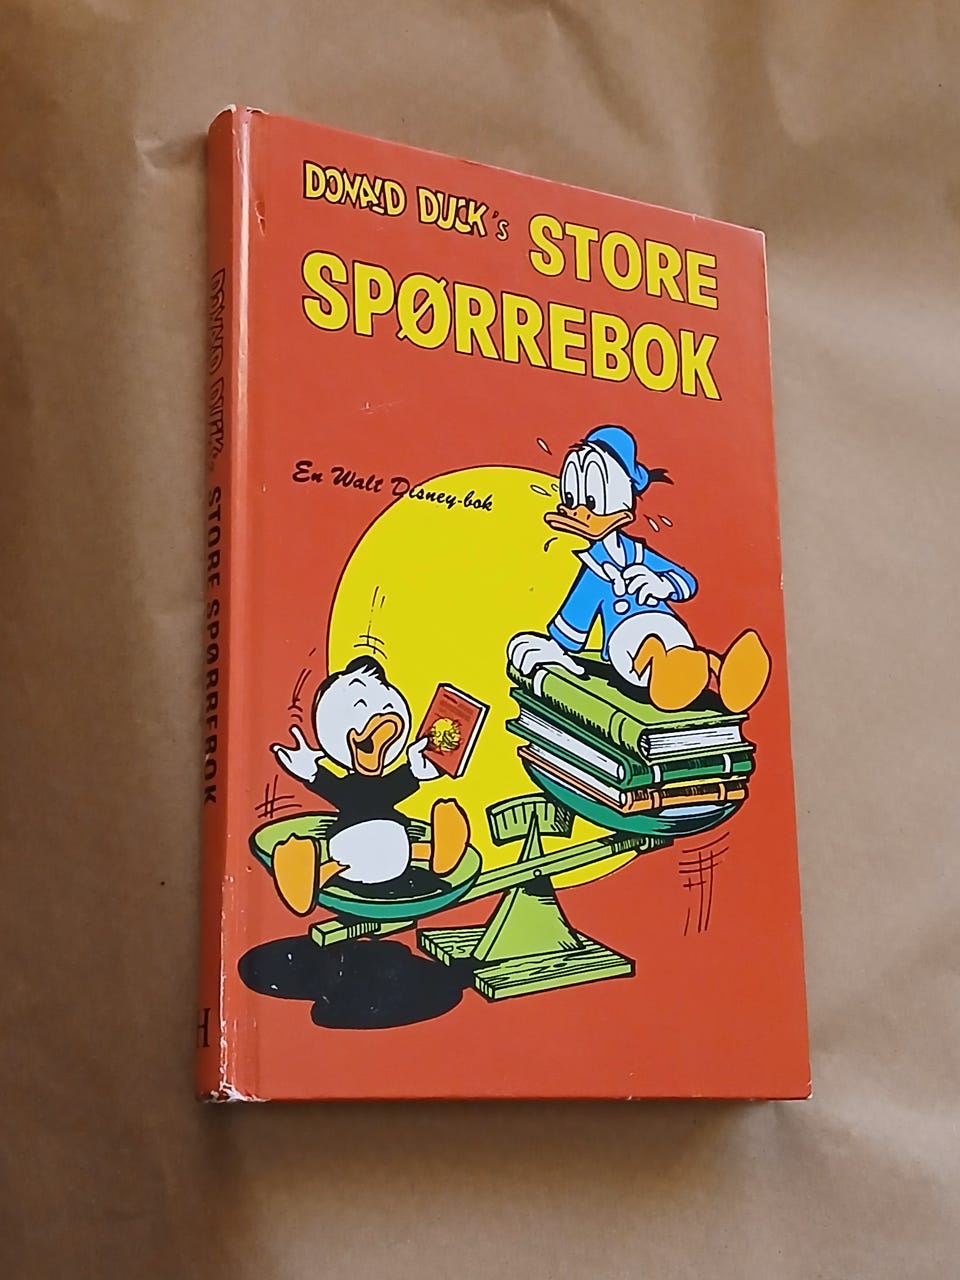 DONALD DUCK's STORE
SPØRREBOK
En Walt Disney-bok
DONALD DUCK's STORE SPØRREBOK
H